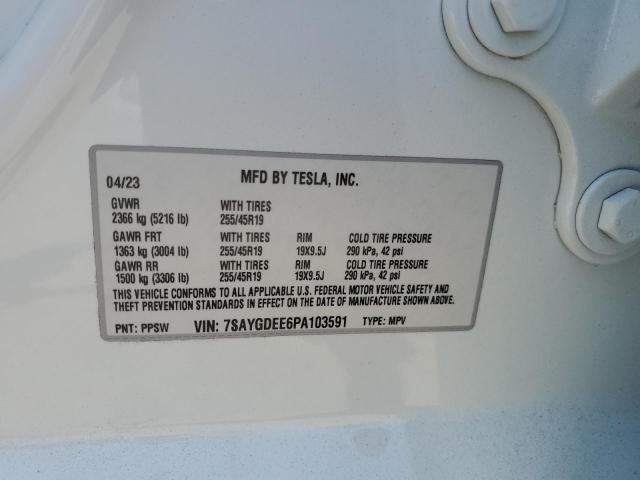 04/23 MFD BY TESLA, INC.
GVWR WITH TIRES
2366 kg (5216 lb) 255/45R19
GAWR FRT WITH TIRES RIM COLD TIRE PRESSURE
1363 kg (3004 lb) 255/45R19 19X9.5J 290 kPa, 42 psi
GAWR RR WITH TIRES RIM COLD TIRE PRESSURE
1500 kg (3306 lb) 255/45R19 19X9.5J 290 kPa, 42 psi
THIS VEHICLE CONFORMS TO ALL APPLICABLE U.S. FEDERAL MOTOR VEHICLE SAFETY AND
THEFT PREVENTION STANDARDS IN EFFECT ON THE DATE OF MANUFACTURE SHOWN ABOVE.
PNT: PPSW VIN: 7SAYGDEE6PA103591 TYPE: MPV